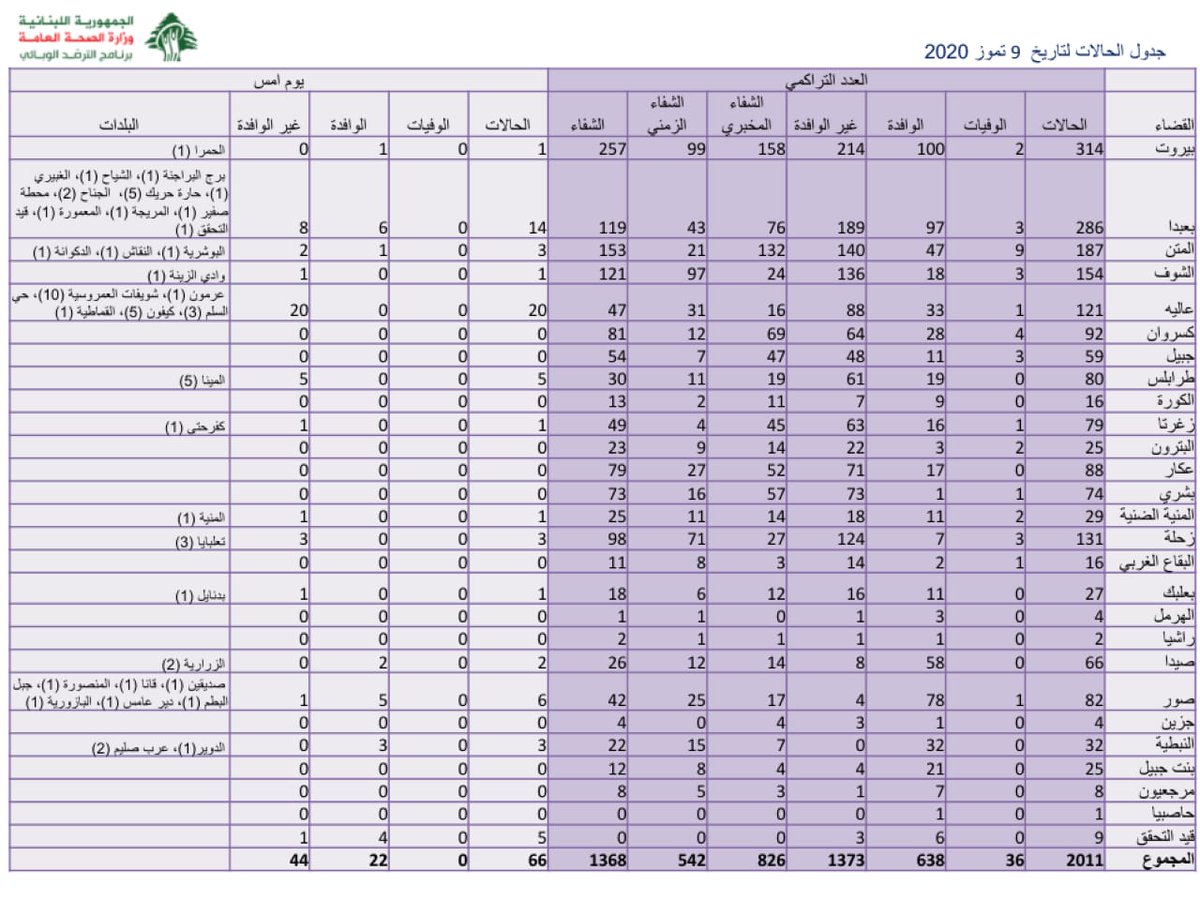 الجمهورية اللبنانية
وزارة الصحة العامة
برنامج الترصد الوبائي
جدول الحالات لتاريخ 9 تموز 2020
العدد التراكمي يوم امس
القضاء الحالات الوفيات الوافدة غير الوافدة الشفاء المخبري الشفاء الزمني الشفاء الحالات الوفيات الوافدة غير الوافدة البلدات
بيروت 314 2 100 214 158 99 257 1 0 1 0 الحمرا (1)
بعبدا 286 3 97 189 76 43 119 14 0 6 8 برج البراجنة (1)، الشياح (1)، الغبيري
(1)، حارة حريك (5)، الجناح (2)، محطة
صفير (1)، المريجة (1)، المعمورة (1)، قيد
التحقق (1)
المتن 187 9 47 140 132 21 153 3 0 1 2 البوشرية (1)، النقاش (1)، الدكوانة (1)
الشوف 154 3 18 136 24 97 121 1 0 0 1 وادي الزينة (1)
عاليه 121 1 33 88 16 31 47 20 0 0 20 عرمون (1)، شويفات العمروسية (10)، حي
السلم (3)، كيفون (5)، القماطية (1)
كسروان 92 4 28 64 69 12 81 0 0 0 0
جبيل 59 3 11 48 47 7 54 0 0 0 0
طرابلس 80 0 19 61 19 11 30 5 0 0 5 المينا (5)
الكورة 16 0 9 7 11 2 13 0 0 0 0
زغرتا 79 1 16 63 45 4 49 1 0 0 1 كفرحتى (1)
البترون 25 2 3 22 14 9 23 0 0 0 0
عكار 88 0 17 71 52 27 79 0 0 0 0
بشري 74 1 1 73 57 16 73 0 0 0 0
المنية الضنية 29 2 11 18 14 11 25 1 0 0 1 المنية (1)
زحلة 131 3 7 124 27 71 98 3 0 0 3 تعلبايا (3)
البقاع الغربي 16 1 2 14 3 8 11 0 0 0 0
بعلبك 27 0 11 16 12 6 18 1 0 0 1 بدنايل (1)
الهرمل 4 0 3 1 0 1 1 0 0 0 0
راشيا 2 0 1 1 1 1 2 0 0 0 0
صيدا 66 0 58 8 14 12 26 2 0 2 0 الزرارية (2)
صور 82 1 78 4 17 25 42 6 0 5 1 صديقين (1)، قانا (1)، المنصورة (1)، جبل
البطم (1)، دير عامس (1)، البازورية (1)
جزين 4 0 1 3 4 0 4 0 0 0 0
النبطية 32 0 32 0 7 15 22 3 0 3 0 الدوير(1)، عرب صليم (2)
بنت جبيل 25 0 21 4 4 8 12 0 0 0 0
مرجعيون 8 0 7 1 3 5 8 0 0 0 0
حاصبيا 1 0 1 0 0 0 0 0 0 0 0
قيد التحقق 9 0 6 3 0 0 0 5 0 4 1
المجموع 2011 36 638 1373 826 542 1368 66 0 22 44